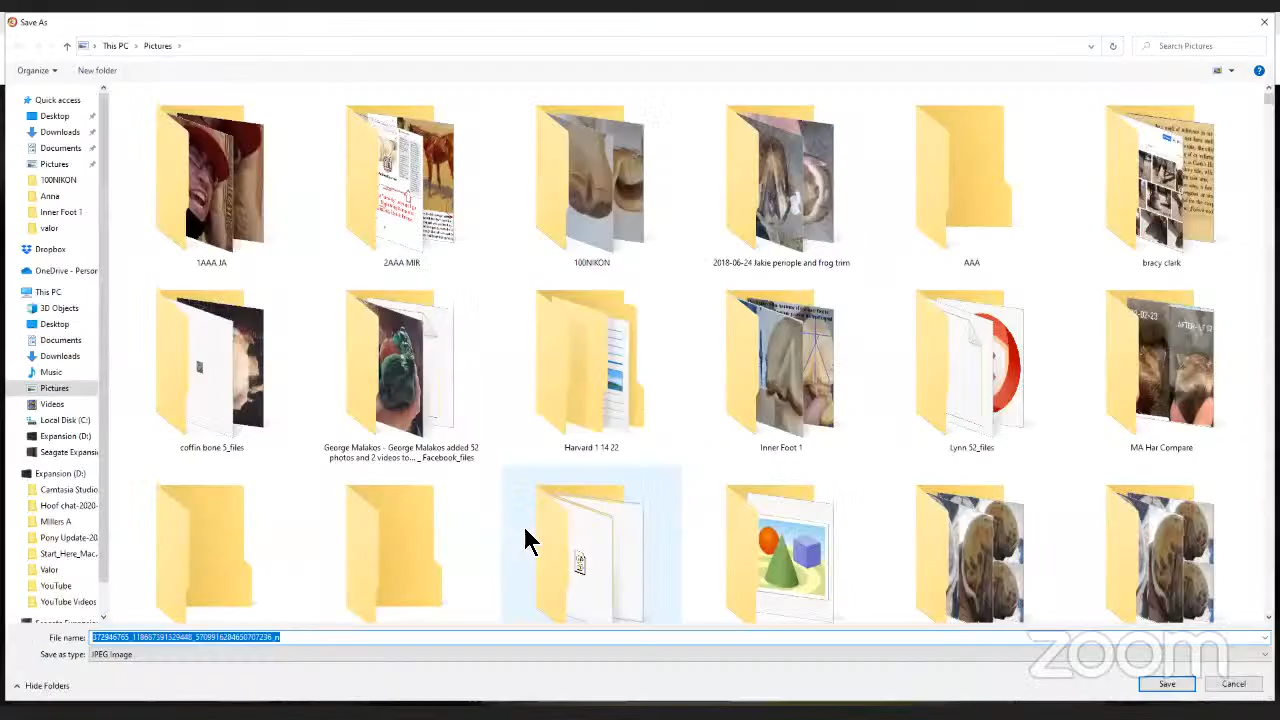 Save As
This PC > Pictures >
Search Pictures
Organize
New folder
Quick access
Desktop
Downloads
Documents
Pictures
100NIKON
Anna
Inner Foot 1
valor
Dropbox
OneDrive - Person
This PC
3D Objects
Desktop
Documents
Downloads
Music
Pictures
Videos
Local Disk (C:)
Expansion (D:)
Seagate Expansi
Expansion (D:)
Camtasia Studio
Hoof chat-2020-
Millers A
Pony Update-20
Start_Here_Mac.
Valor
YouTube
YouTube Videos
1AAA JA
2AAA MIR
100NIKON
2018-06-24 Jakie periople and frog trim
AAA
bracy clark
coffin bone 5_files
George Malakos - George Malakos added 52
photos and 2 videos to... _ Facebook_files
Harvard 1 14 22
Inner Foot 1
Lynn 52_files
MA Har Compare
File name:
Save as type: JPEG Image
Hide Folders
Save
Cancel
zoom